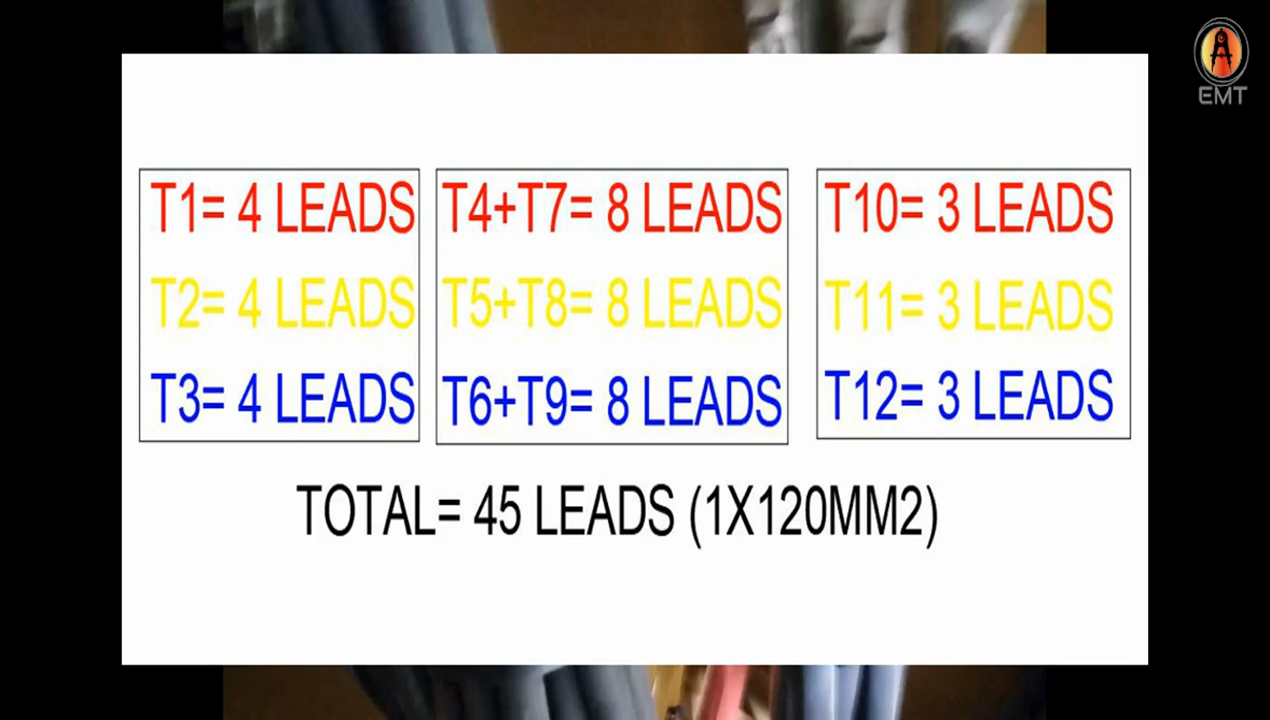 EMT
T1= 4 LEADS
T2= 4 LEADS
T3= 4 LEADS
T4+T7= 8 LEADS
T5+T8= 8 LEADS
T6+T9= 8 LEADS
T10= 3 LEADS
T11= 3 LEADS
T12= 3 LEADS
TOTAL= 45 LEADS (1X120MM2)